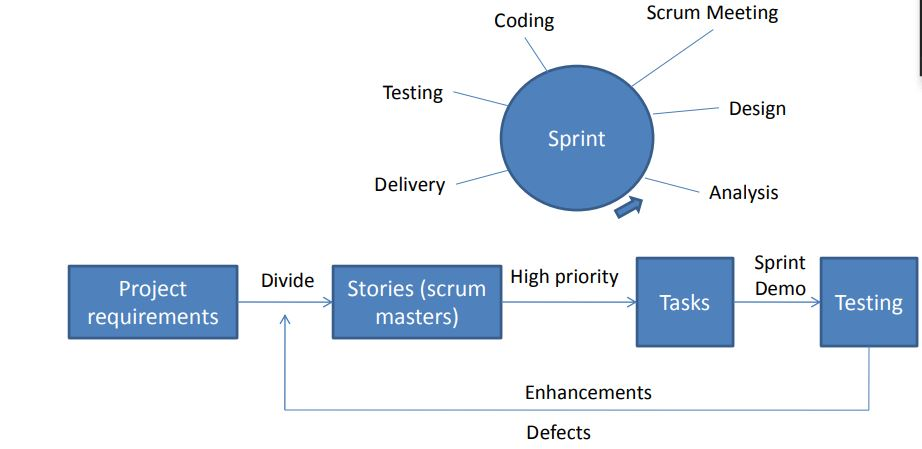 Coding
Scrum Meeting
Testing
Design
Sprint
Delivery
Analysis
Project
requirements
Divide
Stories (scrum
masters)
High priority
Tasks
Sprint
Demo
Testing
Enhancements
Defects